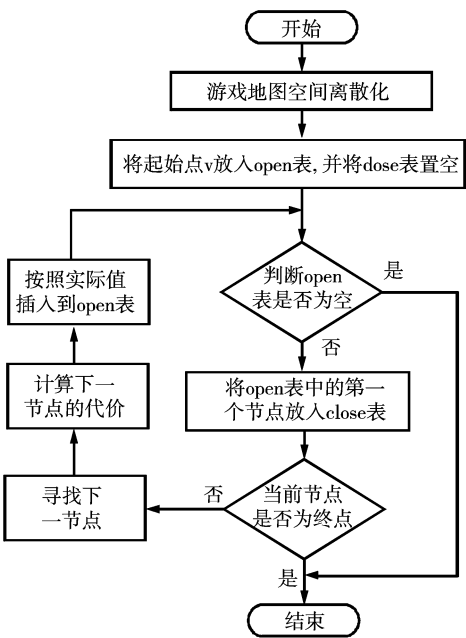 开始
游戏地图空间离散化
将起始点v放入open表,并将dose表置空
判断open
表是否为空
是
否
按照实际值
插入到open表
将open表中的第一
个节点放入close表
计算下一
节点的代价
当前节点
是否为终点
否
寻找下
一节点
是
结束